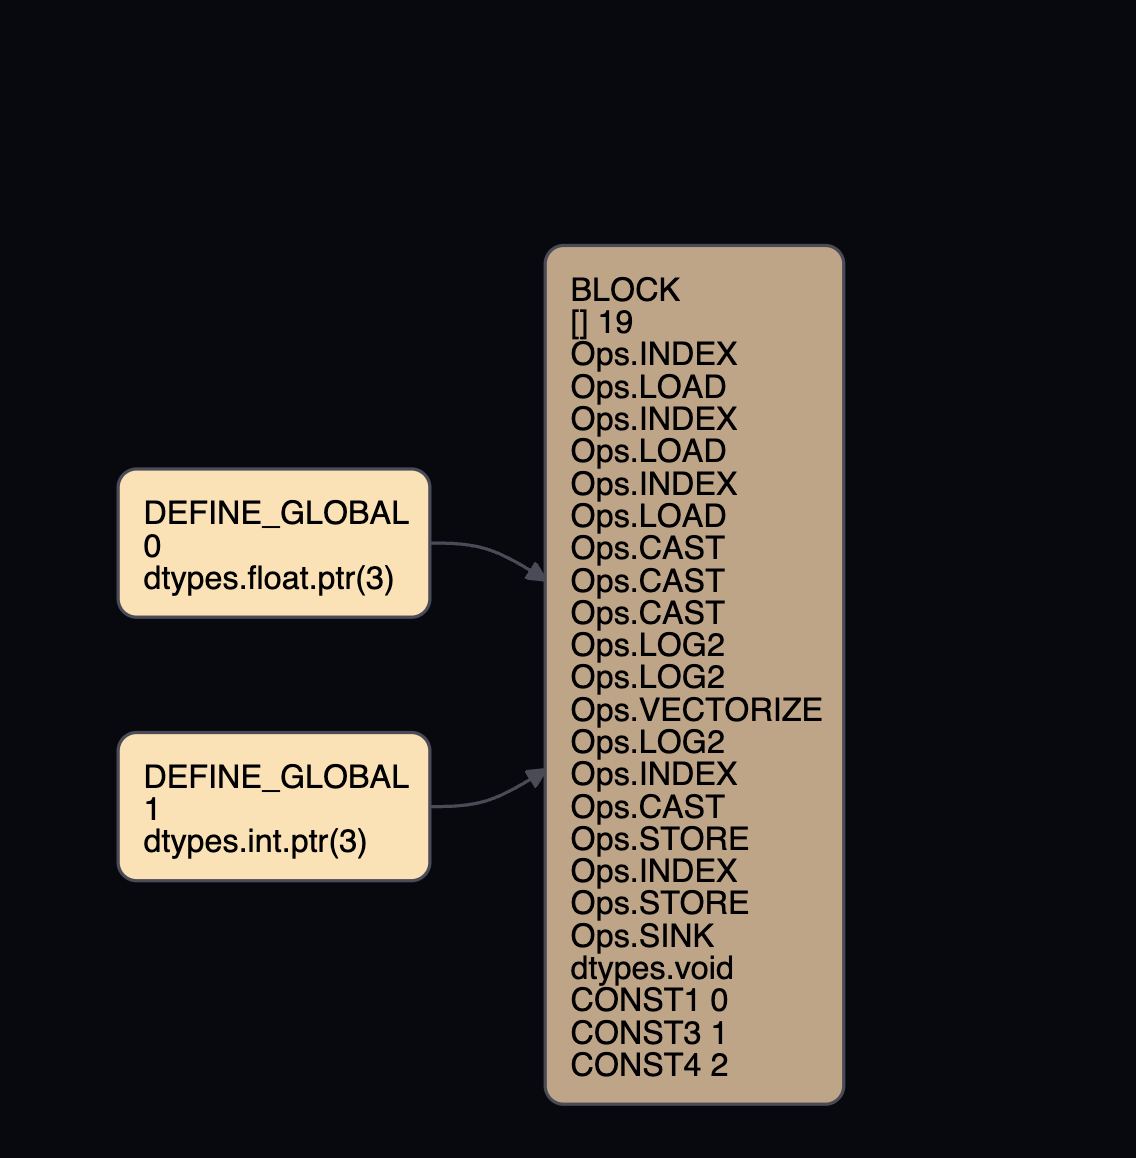 DEFINE_GLOBAL
0
dtypes.float.ptr(3)
DEFINE_GLOBAL
1
dtypes.int.ptr(3)
BLOCK
[] 19
Ops.INDEX
Ops.LOAD
Ops.INDEX
Ops.LOAD
Ops.INDEX
Ops.LOAD
Ops.CAST
Ops.CAST
Ops.CAST
Ops.LOG2
Ops.LOG2
Ops.VECTORIZE
Ops.LOG2
Ops.INDEX
Ops.CAST
Ops.STORE
Ops.INDEX
Ops.STORE
Ops.SINK
dtypes.void
CONST1 0
CONST3 1
CONST4 2